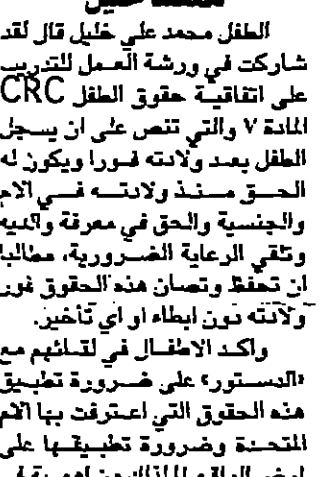 الطفل محمد علي خليل قال لقد
شاركت في ورشة العمل للتدريب
على اتفاقية حقوق الطفل CRC
المادة ٧ والتي تنص على ان يسجل
الطفل بعد ولادته فورا ويكون له
الحق منذ ولادته في الاسم
والجنسية والحق في معرفة والديه
وتلقي الرعاية الضرورية، مطالبا
ان تحفظ وتصان هذه الحقوق فور
ولادته دون ابطاء او اي تأخير.
واكد الاطفال في لقائهم مع
«الدستور» على ضرورة تطبيق
هذه الحقوق التي اعترفت بها الامم
المتحدة وضرورة تطبيقها على
ارض الواقع